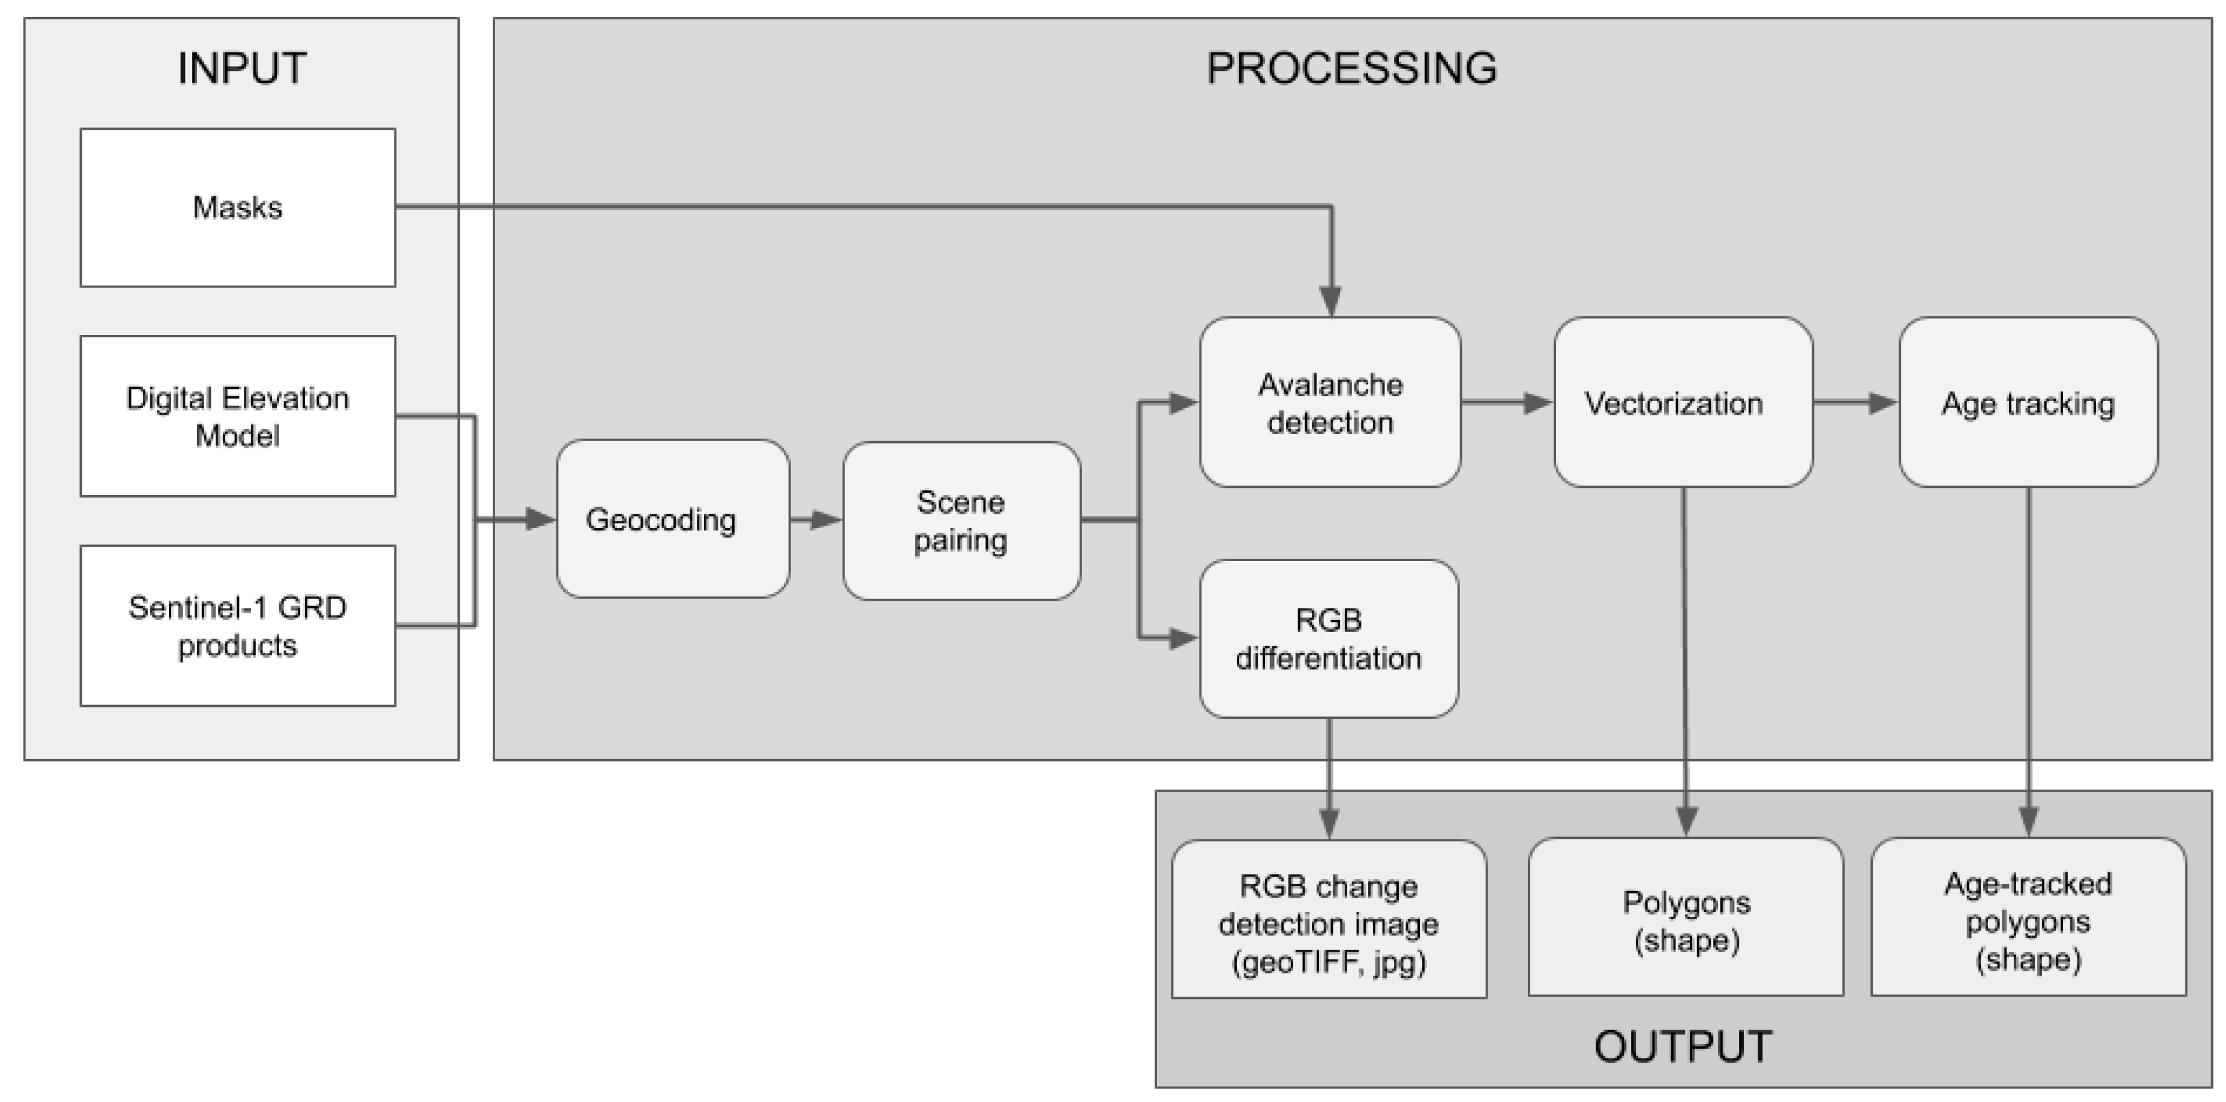 INPUT
PROCESSING
Masks
Digital Elevation
Model
Sentinel-1 GRD
products
Geocoding
Scene
pairing
Avalanche
detection
RGB
differentiation
Vectorization
Age tracking
RGB change
detection image
(geoTIFF, jpg)
Polygons
(shape)
Age-tracked
polygons
(shape)
OUTPUT